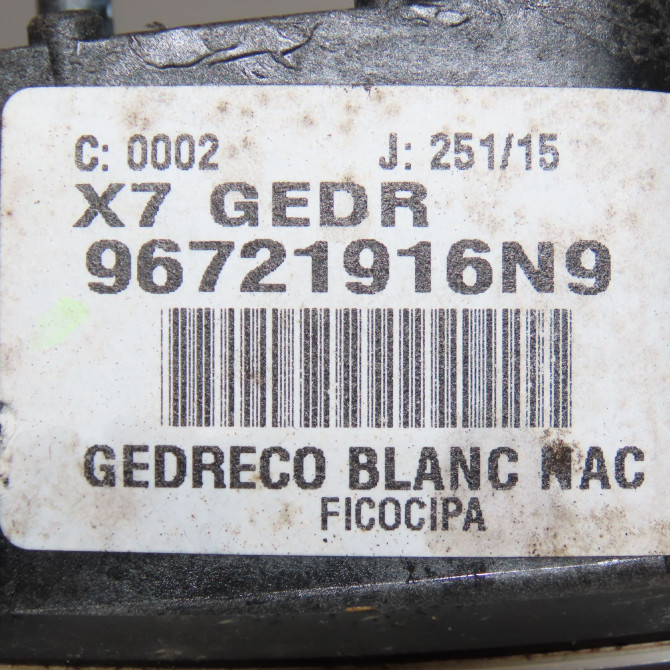 C: 0002 J: 251/15
X7 GEDR
96721916N9
GEDRECO BLANC NAC
FICOCIPA